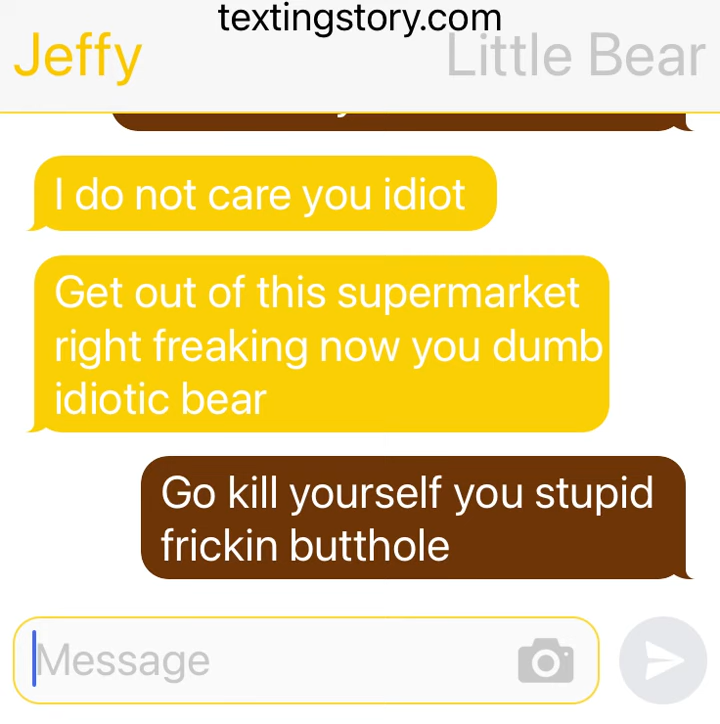 textingstory.com
Jeffy
Little Bear
I do not care you idiot
Get out of this supermarket
right freaking now you dumb
idiotic bear
Go kill yourself you stupid
frickin butthole
Message